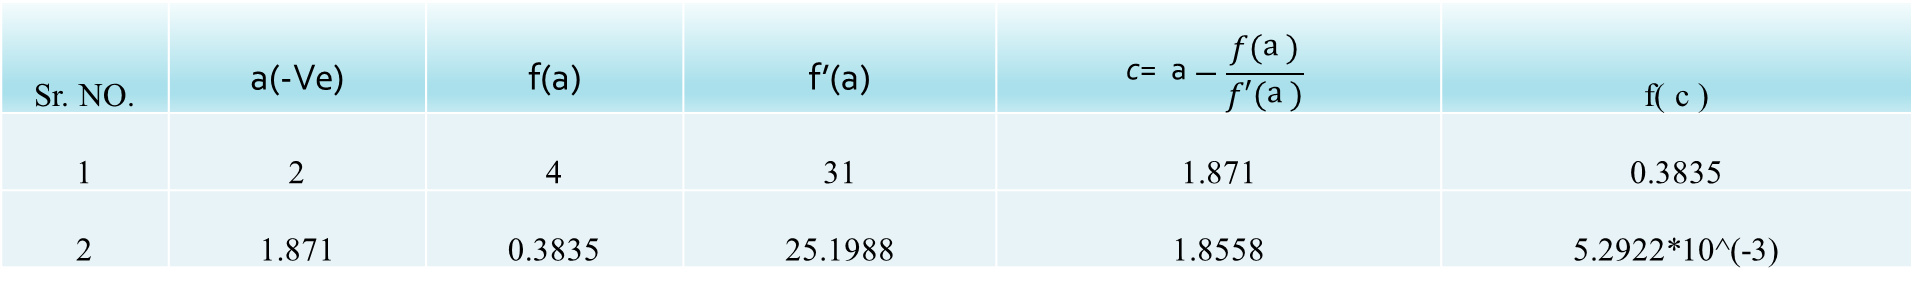 Sr. NO. a(-Ve) f(a) f′(a) c= a − f(a) / f′(a) f( c )
1 2 4 31 1.871 0.3835
2 1.871 0.3835 25.1988 1.8558 5.2922*10^(-3)